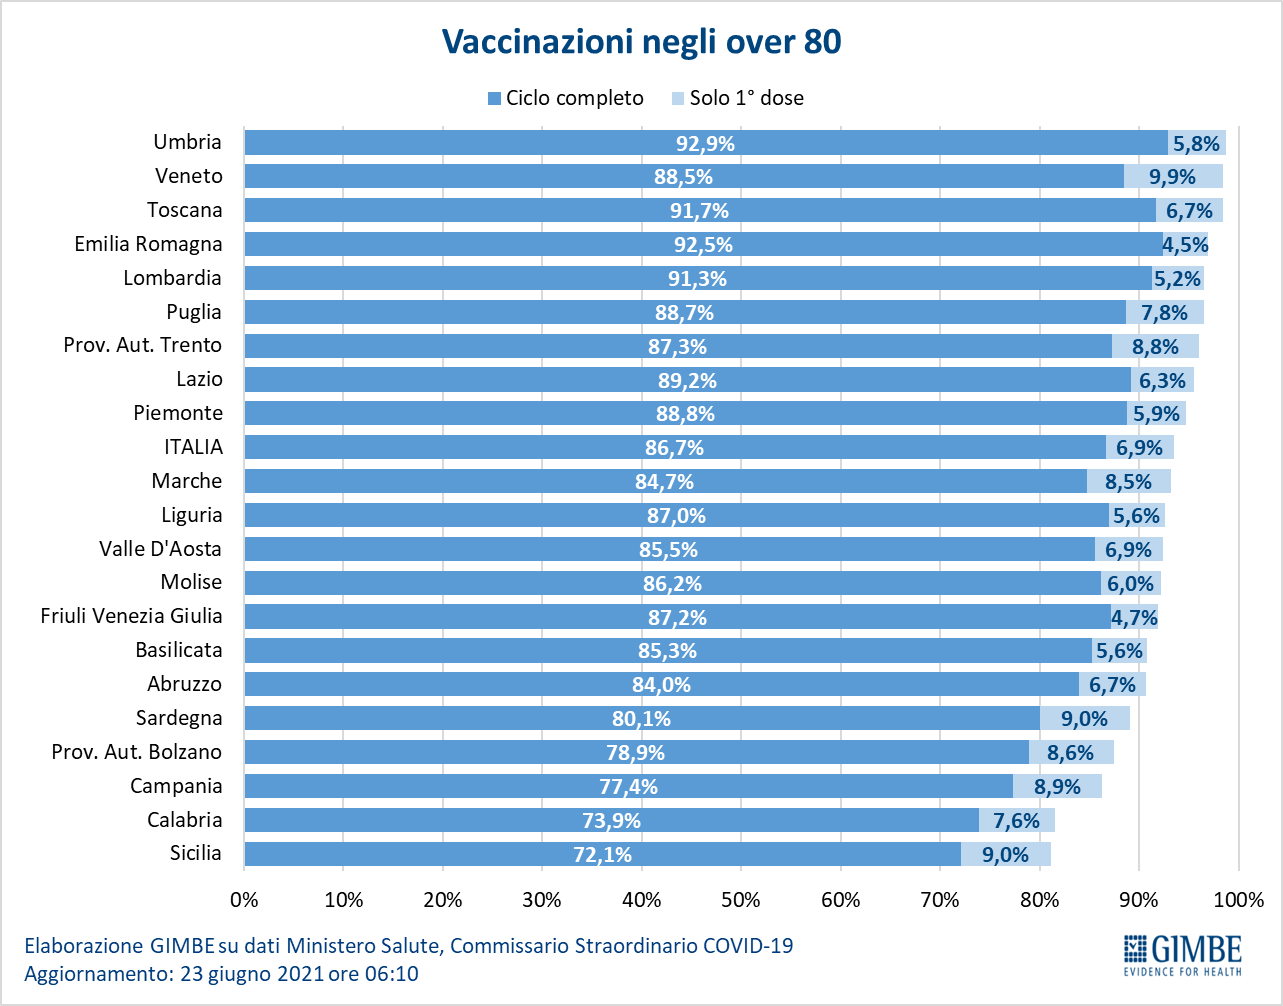 Vaccinazioni negli over 80
Ciclo completo Solo 1° dose
Umbria 92,9% 5,8%
Veneto 88,5% 9,9%
Toscana 91,7% 6,7%
Emilia Romagna 92,5% 4,5%
Lombardia 91,3% 5,2%
Puglia 88,7% 7,8%
Prov. Aut. Trento 87,3% 8,8%
Lazio 89,2% 6,3%
Piemonte 88,8% 5,9%
ITALIA 86,7% 6,9%
Marche 84,7% 8,5%
Liguria 87,0% 5,6%
Valle D'Aosta 85,5% 6,9%
Molise 86,2% 6,0%
Friuli Venezia Giulia 87,2% 4,7%
Basilicata 85,3% 5,6%
Abruzzo 84,0% 6,7%
Sardegna 80,1% 9,0%
Prov. Aut. Bolzano 78,9% 8,6%
Campania 77,4% 8,9%
Calabria 73,9% 7,6%
Sicilia 72,1% 9,0%
0% 10% 20% 30% 40% 50% 60% 70% 80% 90% 100%
Elaborazione GIMBE su dati Ministero Salute, Commissario Straordinario COVID-19
Aggiornamento: 23 giugno 2021 ore 06:10
GIMBE
EVIDENCE FOR HEALTH